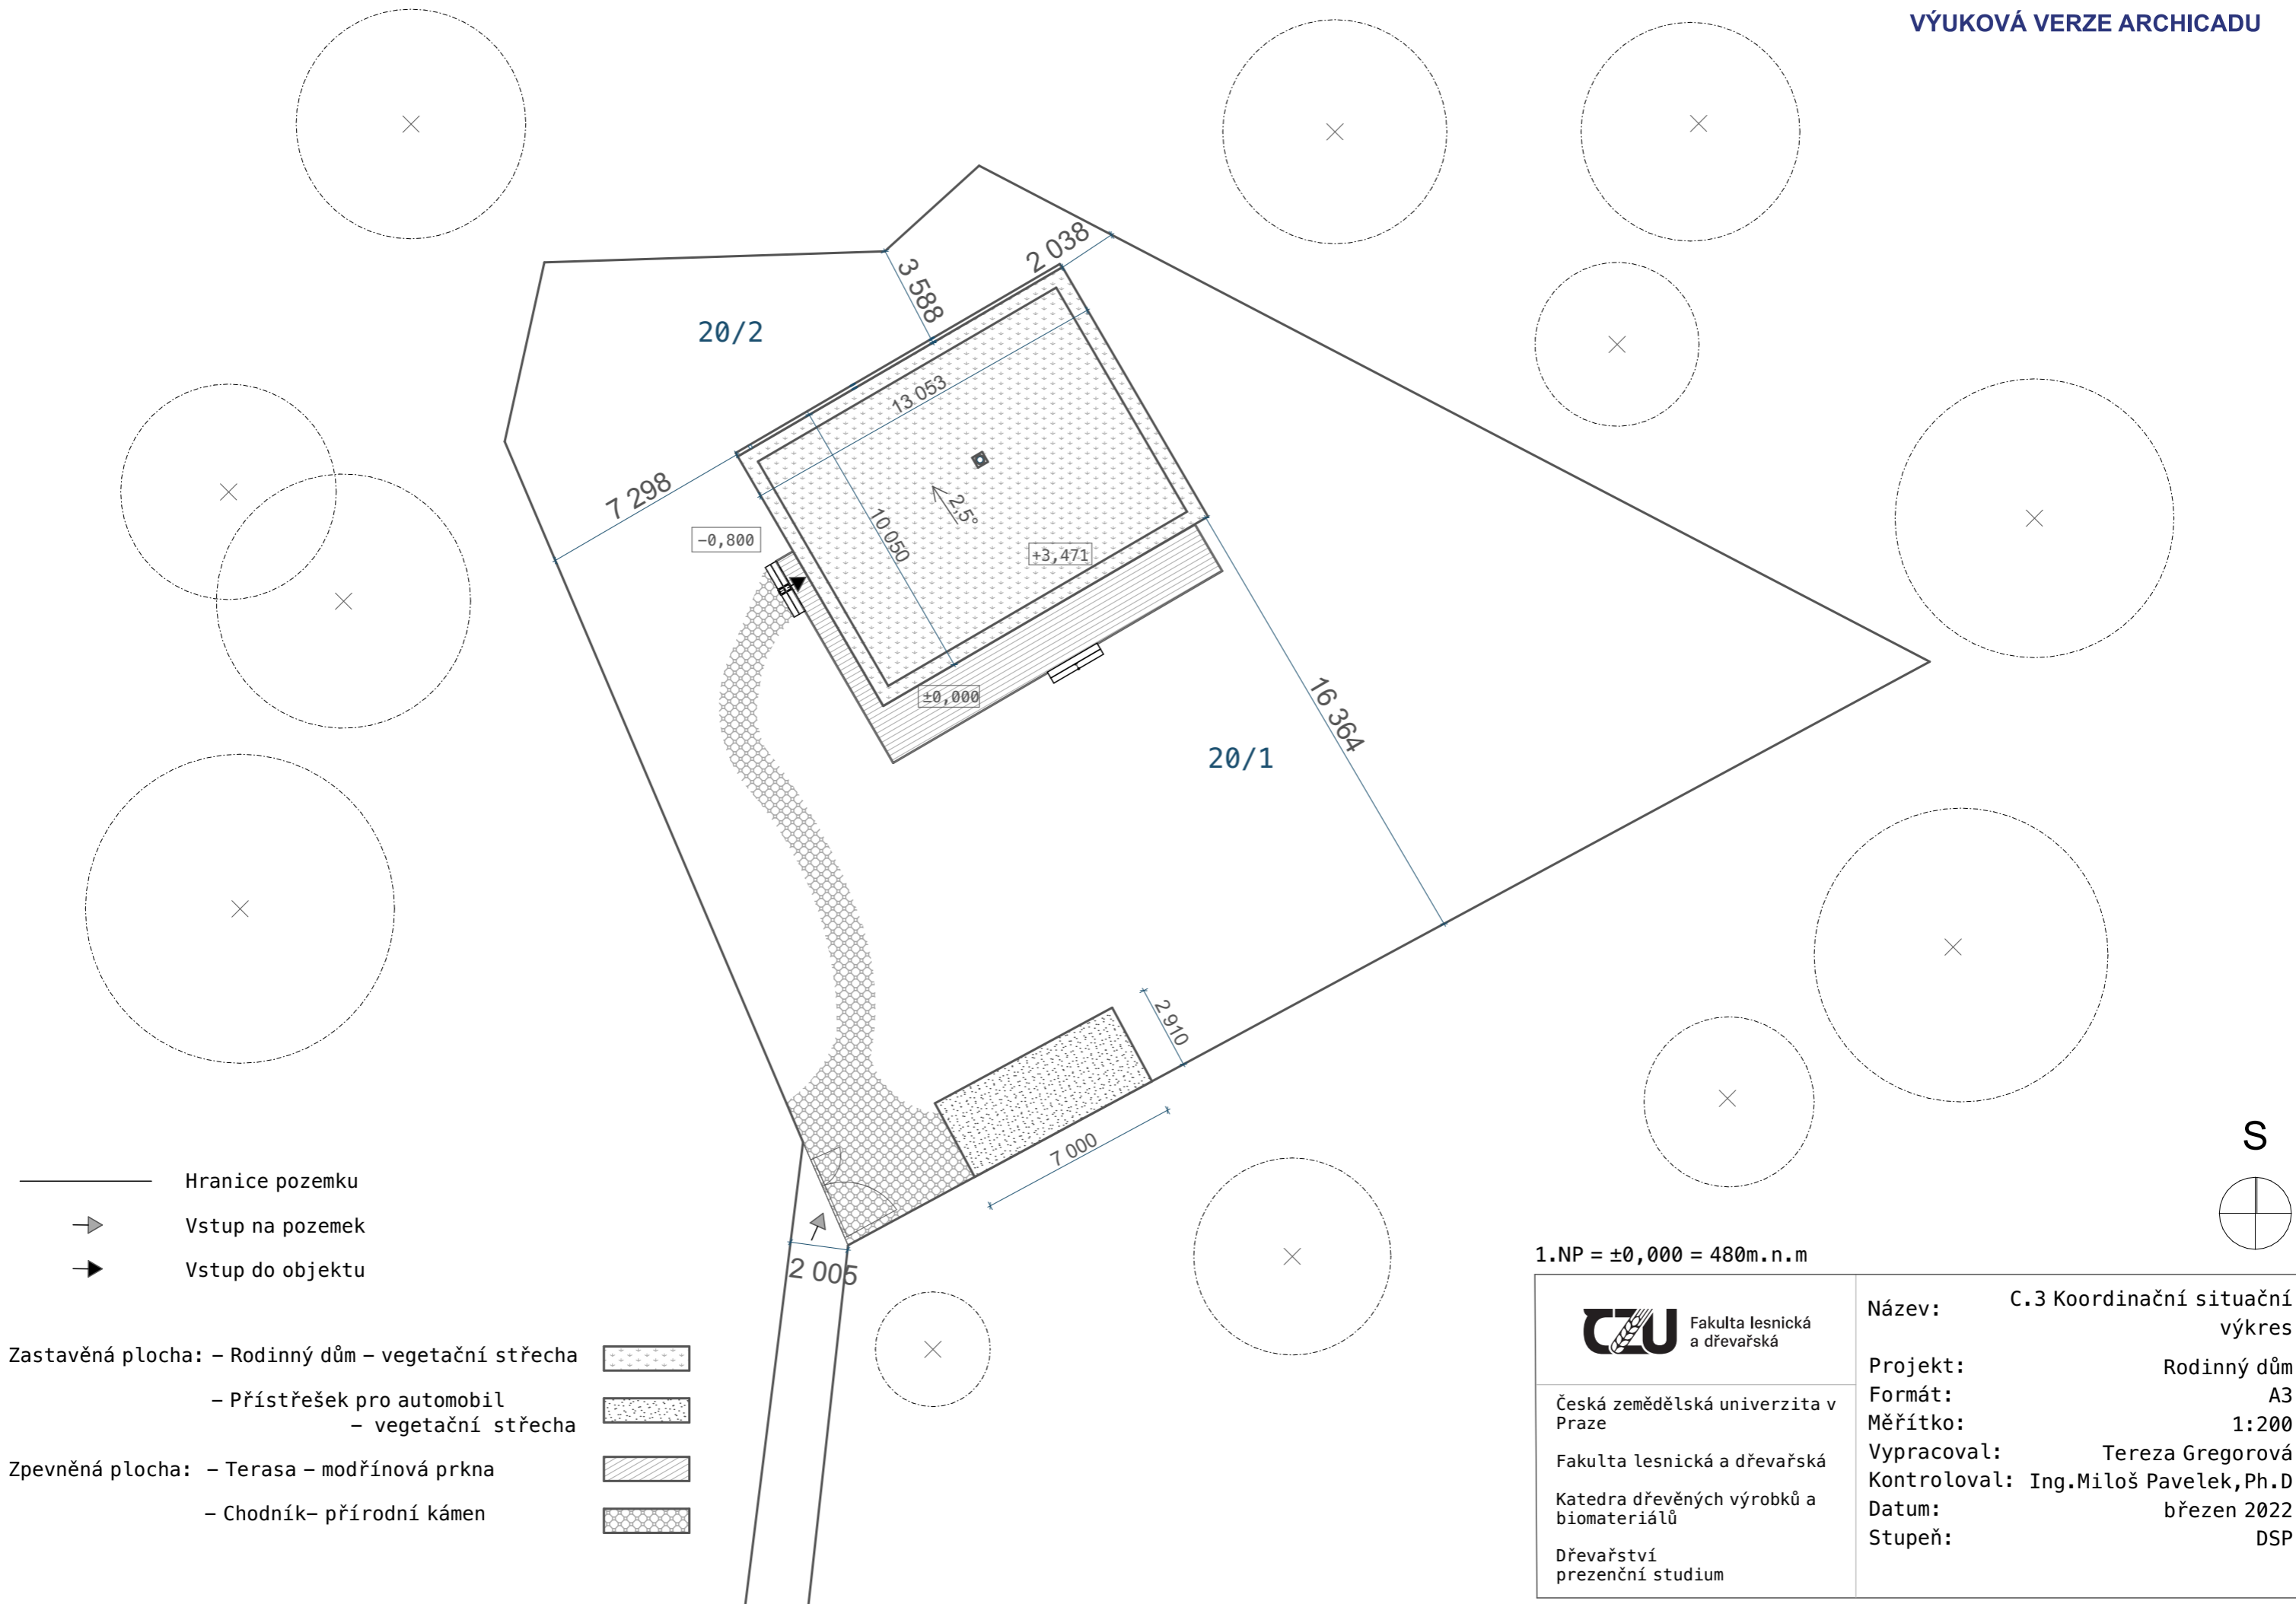 VÝUKOVÁ VERZE ARCHICADU
2 038
3 588
20/2
13 053
7 298
2,5°
10 050
-0,800
+3,471
±0,000
16 364
20/1
2 910
7 000
2 005
S
Hranice pozemku
Vstup na pozemek
Vstup do objektu
Zastavěná plocha: – Rodinný dům – vegetační střecha
– Přístřešek pro automobil
– vegetační střecha
Zpevněná plocha: – Terasa – modřínová prkna
– Chodník– přírodní kámen
1.NP = ±0,000 = 480m.n.m
CZU Fakulta lesnická
a dřevařská
Česká zemědělská univerzita v
Praze
Fakulta lesnická a dřevařská
Katedra dřevěných výrobků a
biomateriálů
Dřevařství
prezenční studium
Název: C.3 Koordinační situační
výkres
Projekt: Rodinný dům
Formát: A3
Měřítko: 1:200
Vypracoval: Tereza Gregorová
Kontroloval: Ing.Miloš Pavelek,Ph.D
Datum: březen 2022
Stupeň: DSP